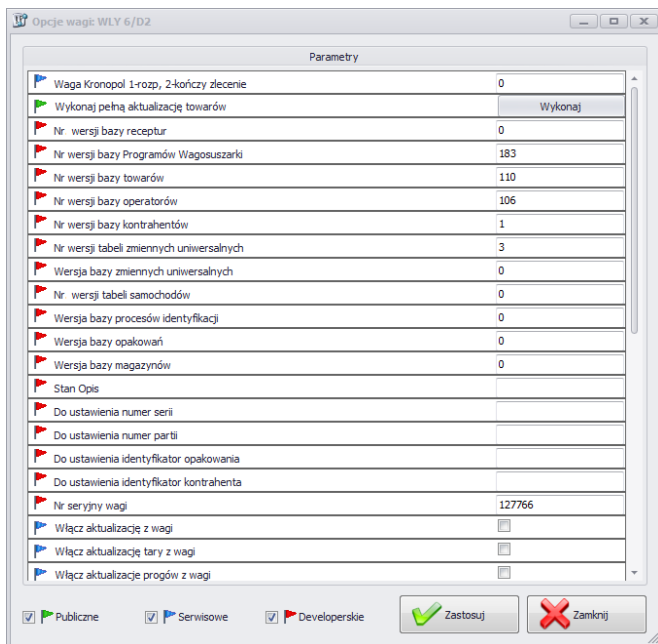 Opcje wagi: WLY 6/D2
Parametry
Waga Kronopol 1-rozp, 2-kończy zlecenie 0
Wykonaj pełną aktualizację towarów Wykonaj
Nr wersji bazy receptur 0
Nr wersji bazy Programów Wagosuszarki 183
Nr wersji bazy towarów 110
Nr wersji bazy operatorów 106
Nr wersji bazy kontrahentów 1
Nr wersji tabeli zmiennych uniwersalnych 3
Wersja bazy zmiennych uniwersalnych 0
Nr wersji tabeli samochodów 0
Wersja bazy procesów identyfikacji 0
Wersja bazy opakowań 0
Wersja bazy magazynów 0
Stan Opis
Do ustawienia numer serii
Do ustawienia numer partii
Do ustawienia identyfikator opakowania
Do ustawienia identyfikator kontrahenta
Nr seryjny wagi 127766
Włącz aktualizację z wagi
Włącz aktualizację tary z wagi
Włącz aktualizacje progów z wagi
Publiczne Serwisowe Developerskie Zastosuj Zamknij